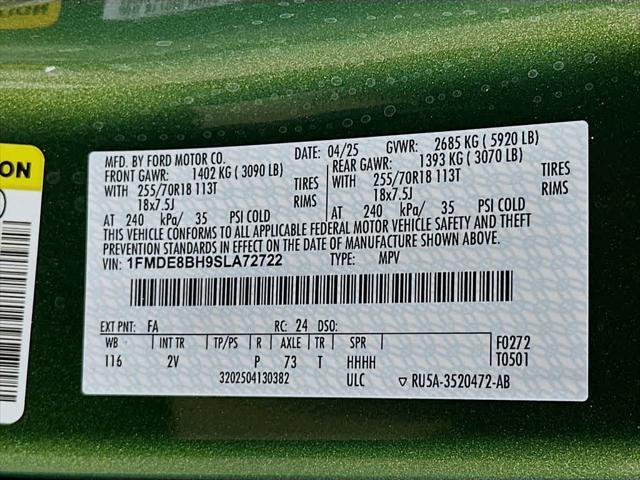 ON
MFD. BY FORD MOTOR CO. DATE: 04/25 GVWR: 2685 KG ( 5920 LB)
FRONT GAWR: 1402 KG ( 3090 LB) REAR GAWR: 1393 KG ( 3070 LB)
WITH 255/70R18 113T TIRES WITH 255/70R18 113T TIRES
18x7.5J RIMS 18x7.5J RIMS
AT 240 kPa/ 35 PSI COLD AT 240 kPa/ 35 PSI COLD
THIS VEHICLE CONFORMS TO ALL APPLICABLE FEDERAL MOTOR VEHICLE SAFETY AND THEFT
PREVENTION STANDARDS IN EFFECT ON THE DATE OF MANUFACTURE SHOWN ABOVE.
VIN: 1FMDE8BH9SLA72722 TYPE: MPV
EXT PNT: FA RC: 24 DSO: F0272
WB INT TR TP/PS R AXLE TR SPR T0501
116 2V P 73 T HHHH
3202504130382 ULC RU5A-3520472-AB